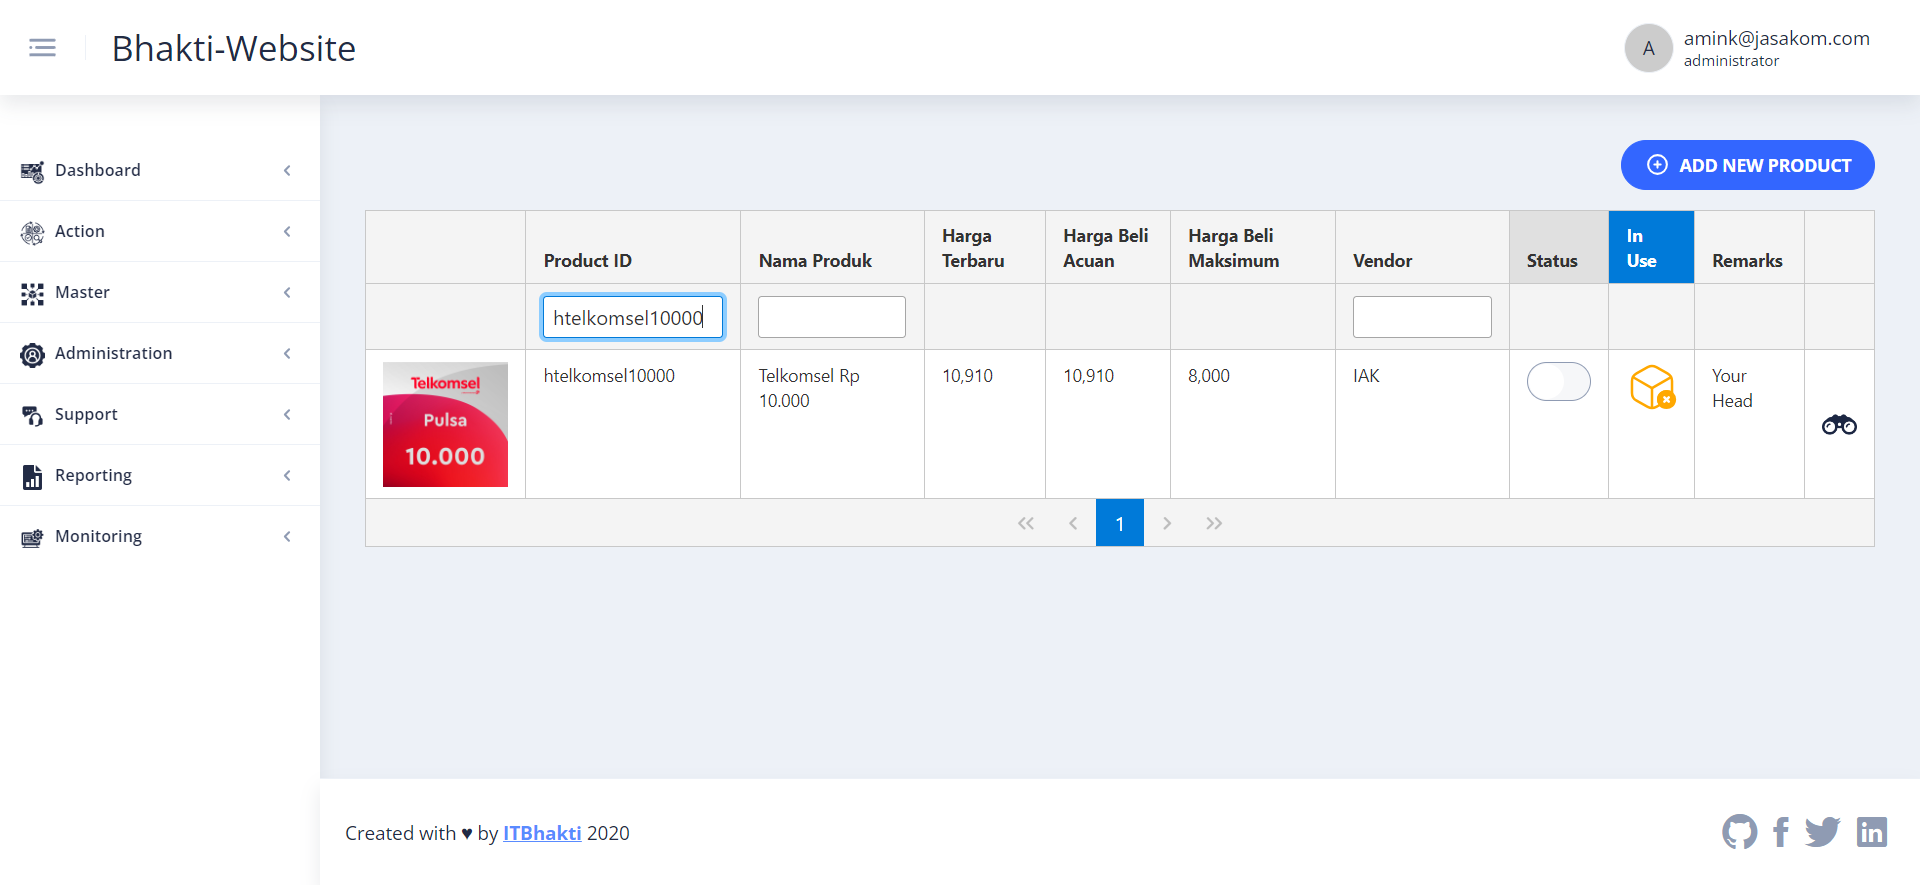 Bhakti-Website
A
amink@jasakom.com
administrator
Dashboard
Action
Master
Administration
Support
Reporting
Monitoring
ADD NEW PRODUCT
Product ID
Nama Produk
Harga
Terbaru
Harga Beli
Acuan
Harga Beli
Maksimum
Vendor
Status
In
Use
Remarks
htelkomsel10000
Telkomsel
Pulsa
10.000
htelkomsel10000
Telkomsel Rp
10.000
10,910
10,910
8,000
IAK
Your
Head
1
Created with ♥ by ITBhakti 2020